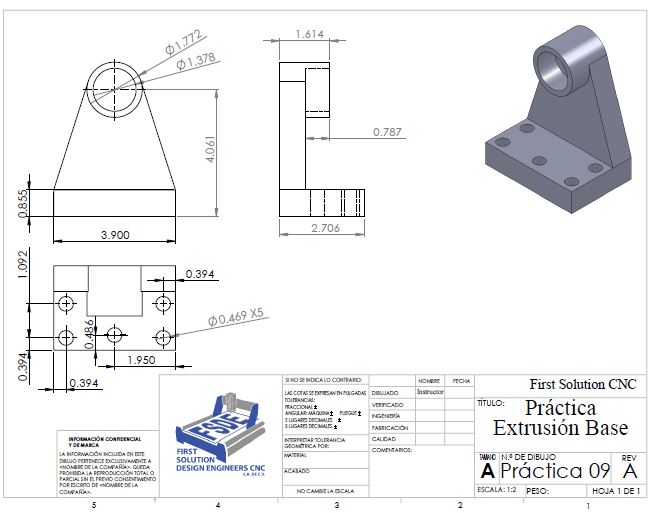 1.614
Ø1.772
Ø1.378
0.787
4.061
0.855
3.900
2.706
1.092
0.394
Ø0.469 X5
0.486
0.394
1.950
0.394
INFORMACIÓN CONFIDENCIAL
Y DE MARCA
LA INFORMACIÓN INCLUIDA EN ESTE
DIBUJO PERTENECE EXCLUSIVAMENTE A
<NOMBRE DE LA COMPAÑÍA>. QUEDA
PROHIBIDA LA REPRODUCCIÓN TOTAL O
PARCIAL SIN EL PREVIO CONSENTIMIENTO
POR ESCRITO DE <NOMBRE DE LA
COMPAÑÍA>.
FSDE
FIRST
SOLUTION
DESIGN ENGINEERS CNC
S.A. DE C.V.
SI NO SE INDICA LO CONTRARIO:
LAS COTAS SE EXPRESAN EN PULGADAS
TOLERANCIAS:
FRACCIONAL ±
ANGULAR: MÁQUINA ± PLIEGUE ±
2 LUGARES DECIMALES ±
3 LUGARES DECIMALES ±
INTERPRETAR TOLERANCIA
GEOMÉTRICA POR:
MATERIAL
ACABADO
NO CAMBIE LA ESCALA
NOMBRE FECHA
DIBUJADO Instructor
VERIFICADO
INGENIERÍA
FABRICACIÓN
CALIDAD
COMENTARIOS:
First Solution CNC
TÍTULO:
Práctica
Extrusión Base
TAMAÑO N.º DE DIBUJO REV
A Práctica 09 A
ESCALA: 1:2 PESO: HOJA 1 DE 1
5 4 3 2 1